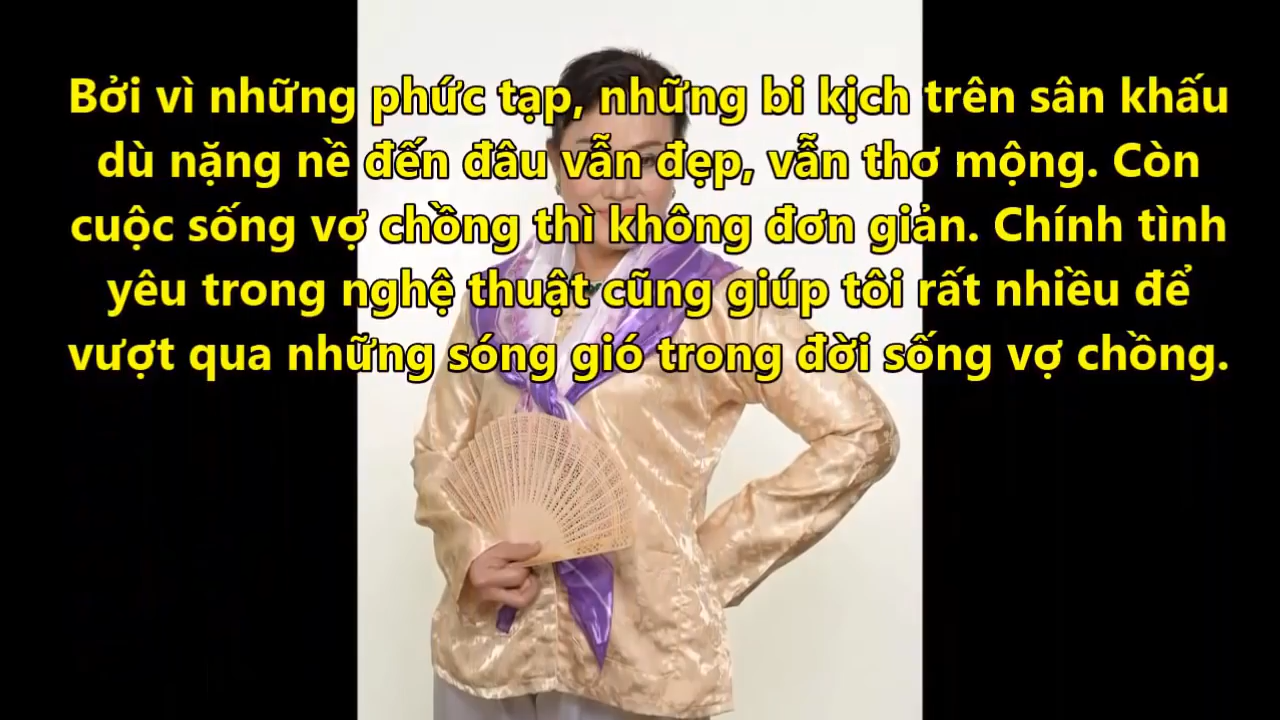 Bởi vì những phức tạp, những bi kịch trên sân khấu
dù nặng nề đến đâu vẫn đẹp, vẫn thơ mộng. Còn
cuộc sống vợ chồng thì không đơn giản. Chính tình
yêu trong nghệ thuật cũng giúp tôi rất nhiều để
vượt qua những sóng gió trong đời sống vợ chồng.